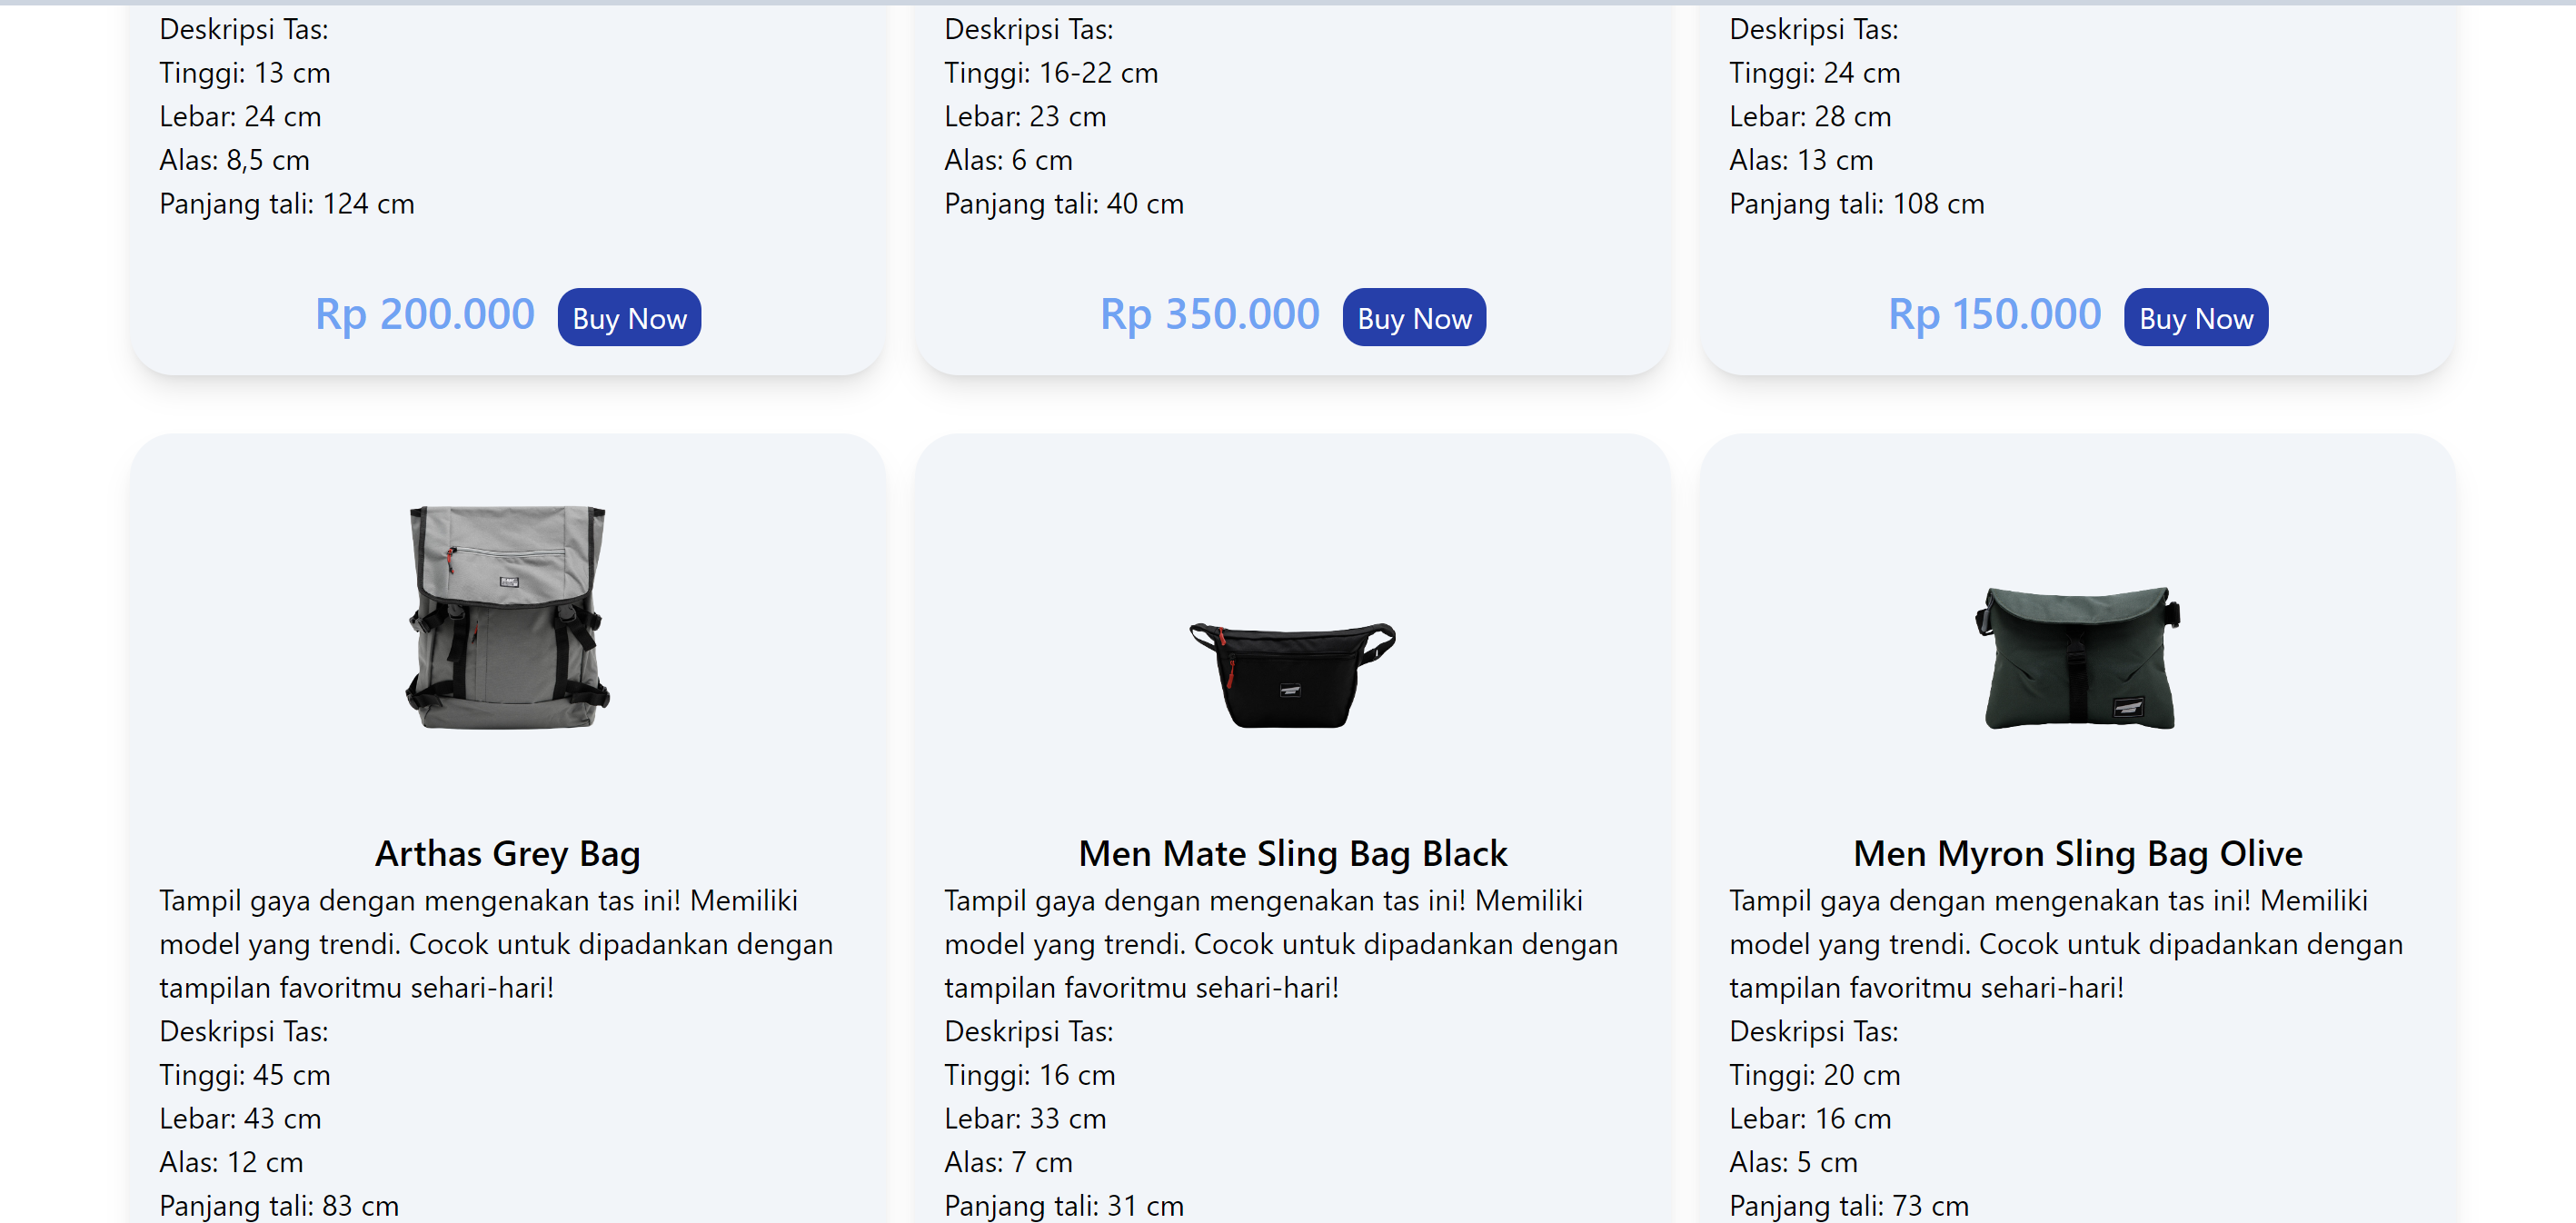 Deskripsi Tas:
Tinggi: 13 cm
Lebar: 24 cm
Alas: 8,5 cm
Panjang tali: 124 cm
Rp 200.000 Buy Now
Deskripsi Tas:
Tinggi: 16-22 cm
Lebar: 23 cm
Alas: 6 cm
Panjang tali: 40 cm
Rp 350.000 Buy Now
Deskripsi Tas:
Tinggi: 24 cm
Lebar: 28 cm
Alas: 13 cm
Panjang tali: 108 cm
Rp 150.000 Buy Now
Arthas Grey Bag
Tampil gaya dengan mengenakan tas ini! Memiliki
model yang trendi. Cocok untuk dipadankan dengan
tampilan favoritmu sehari-hari!
Deskripsi Tas:
Tinggi: 45 cm
Lebar: 43 cm
Alas: 12 cm
Panjang tali: 83 cm
Men Mate Sling Bag Black
Tampil gaya dengan mengenakan tas ini! Memiliki
model yang trendi. Cocok untuk dipadankan dengan
tampilan favoritmu sehari-hari!
Deskripsi Tas:
Tinggi: 16 cm
Lebar: 33 cm
Alas: 7 cm
Panjang tali: 31 cm
Men Myron Sling Bag Olive
Tampil gaya dengan mengenakan tas ini! Memiliki
model yang trendi. Cocok untuk dipadankan dengan
tampilan favoritmu sehari-hari!
Deskripsi Tas:
Tinggi: 20 cm
Lebar: 16 cm
Alas: 5 cm
Panjang tali: 73 cm